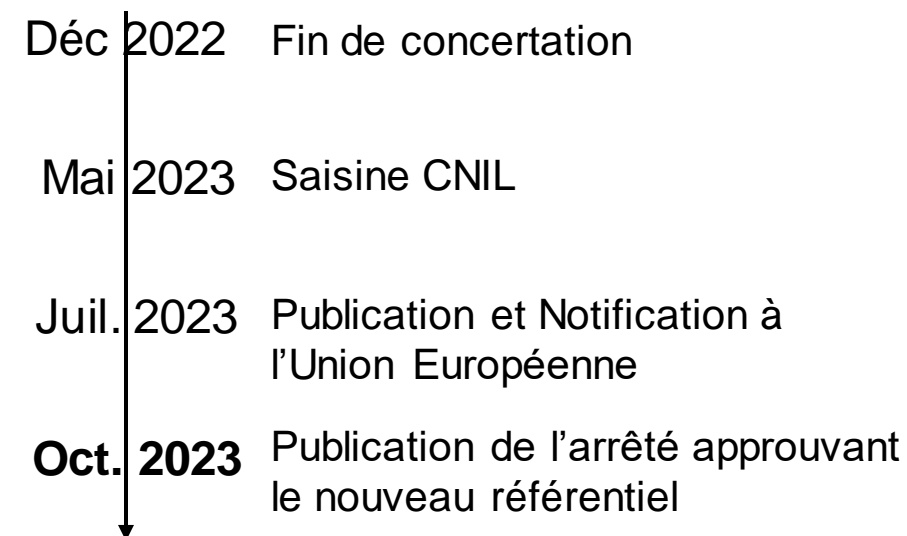 Déc 2022 Fin de concertation
Mai 2023 Saisine CNIL
Juil. 2023 Publication et Notification à
l’Union Européenne
Oct. 2023 Publication de l’arrêté approuvant
le nouveau référentiel